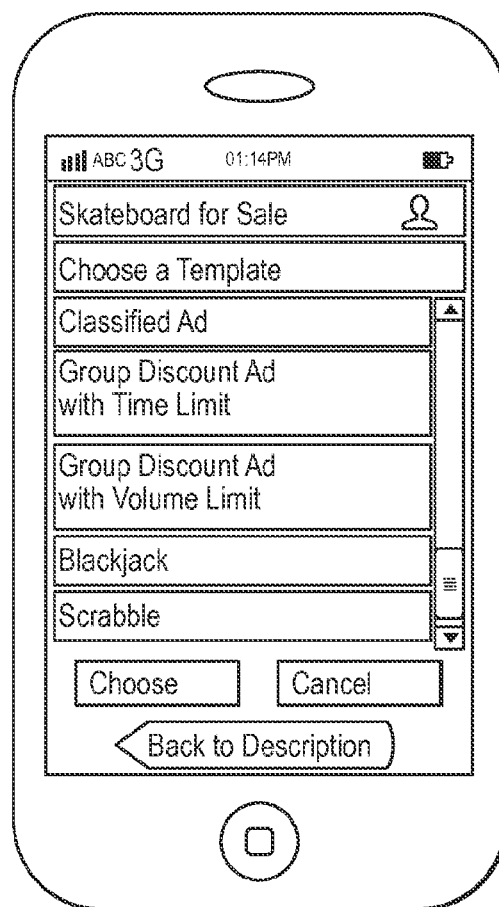 ABC 3G 01:14PM
Skateboard for Sale
Choose a Template
Classified Ad
Group Discount Ad
with Time Limit
Group Discount Ad
with Volume Limit
Blackjack
Scrabble
Choose Cancel
Back to Description